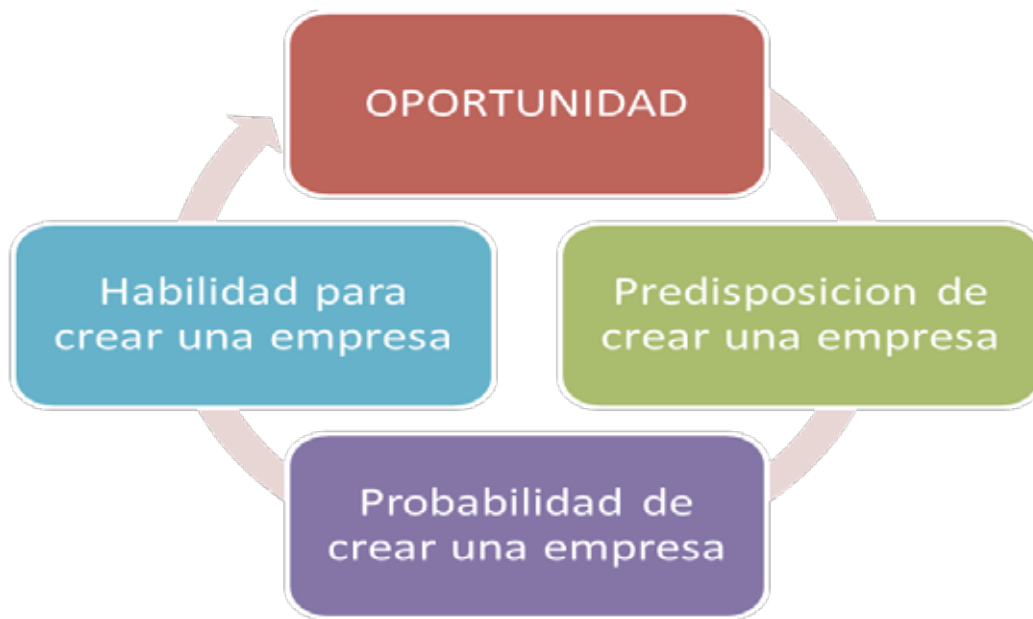 OPORTUNIDAD
Habilidad para
crear una empresa
Predisposicion de
crear una empresa
Probabilidad de
crear una empresa